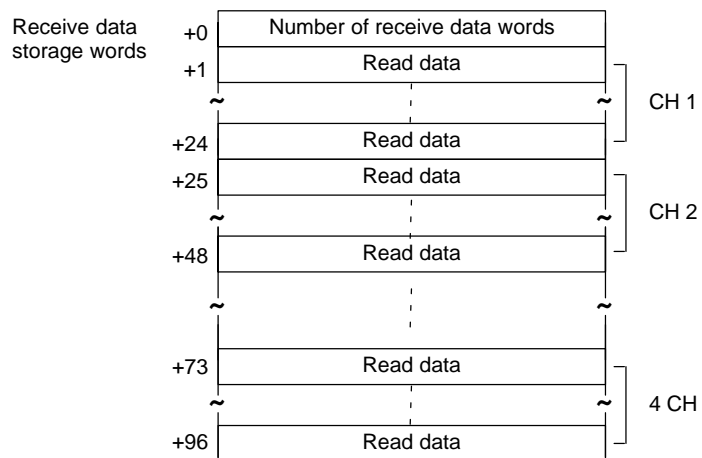 Receive data
storage words
+0 Number of receive data words
+1 Read data
CH 1
+24 Read data
+25 Read data
CH 2
+48 Read data
+73 Read data
4 CH
+96 Read data